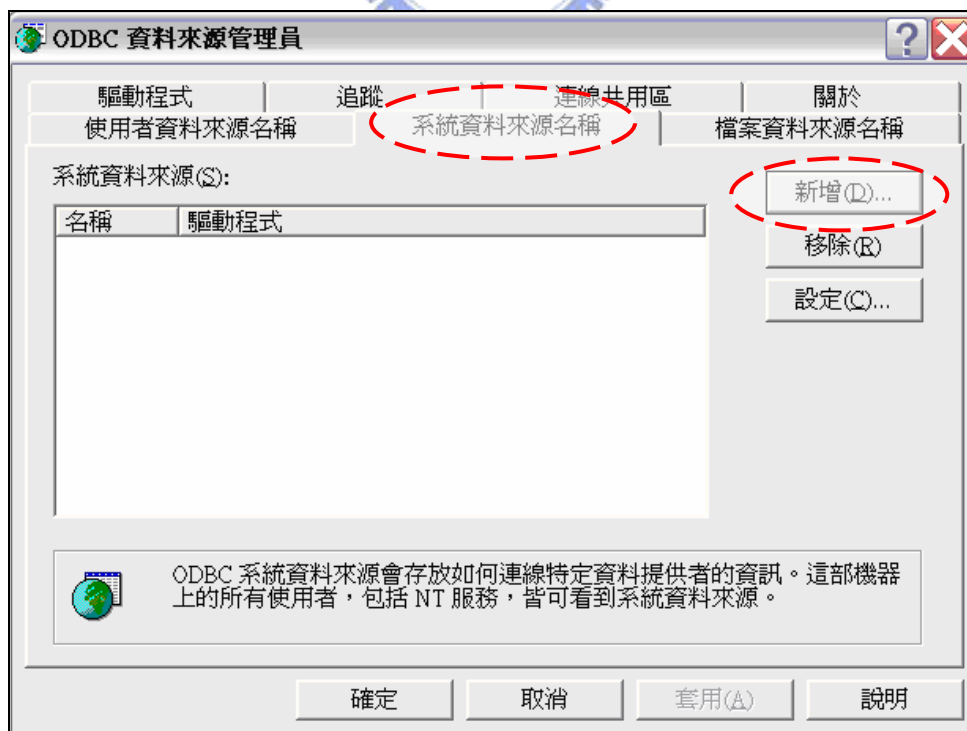 ODBC 資料來源管理員
驅動程式 追蹤 連線共用區 關於
使用者資料來源名稱 系統資料來源名稱 檔案資料來源名稱
系統資料來源(S):
新增(D)...
名稱 驅動程式
移除(R)
設定(C)...
ODBC 系統資料來源會存放如何連線特定資料提供者的資訊。這部機器
上的所有使用者，包括 NT 服務，皆可看到系統資料來源。
確定 取消 套用(A) 說明